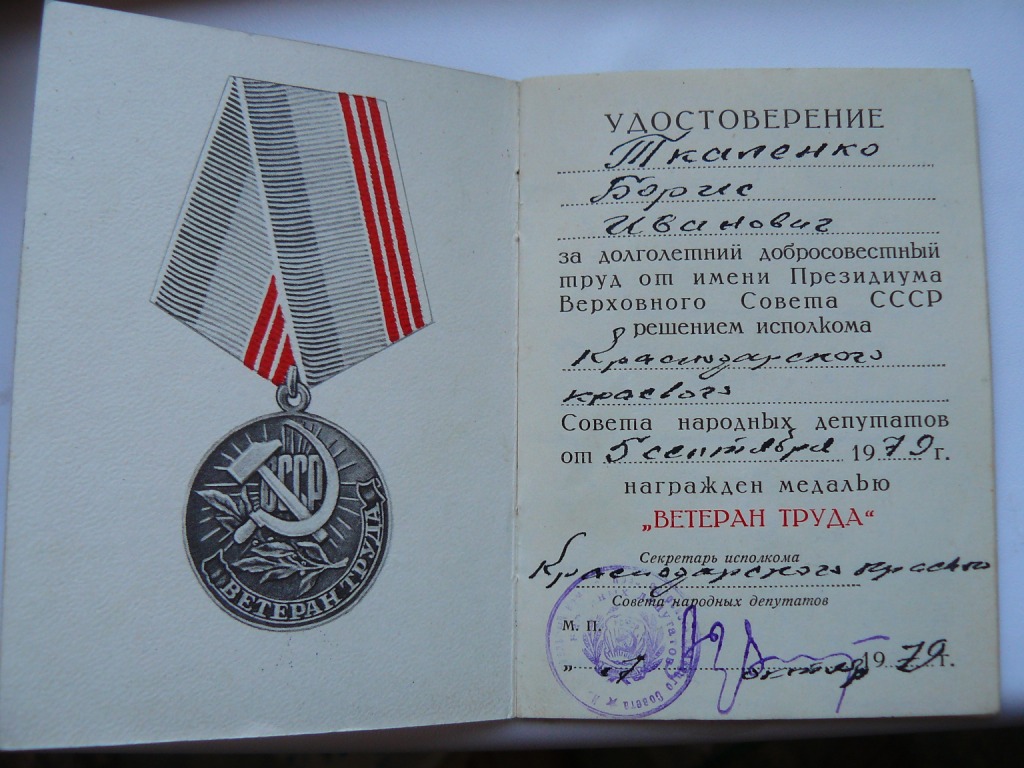 СССР
ВЕТЕРАН ТРУДА
УДОСТОВЕРЕНИЕ
Ткаленко
Борис
Иванович
за долголетний добросовестный
труд от имени Президиума
Верховного Совета СССР
решением исполкома
Краснодарского
краевого
Совета народных депутатов
от 5 сентября 1979 г.
награжден медалью
„ВЕТЕРАН ТРУДА“
Секретарь исполкома
Краснодарского краевого
Совета народных депутатов
М. П.
„ 1 октябр 1979 г.